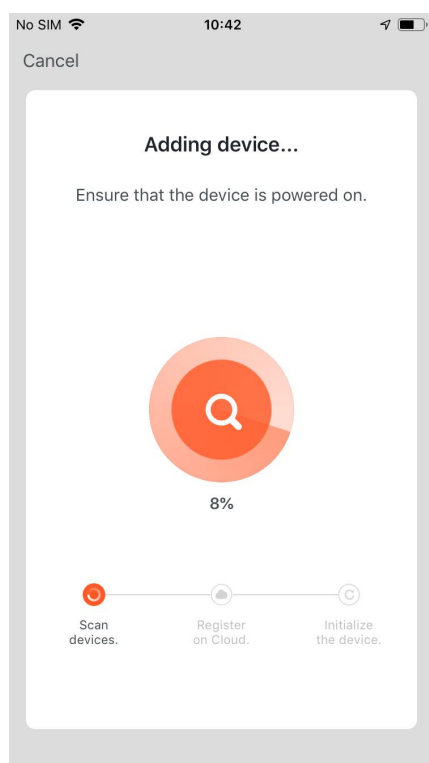 No SIM 10:42
Cancel
Adding device...
Ensure that the device is powered on.
8%
Scan devices.
Register on Cloud.
Initialize the device.